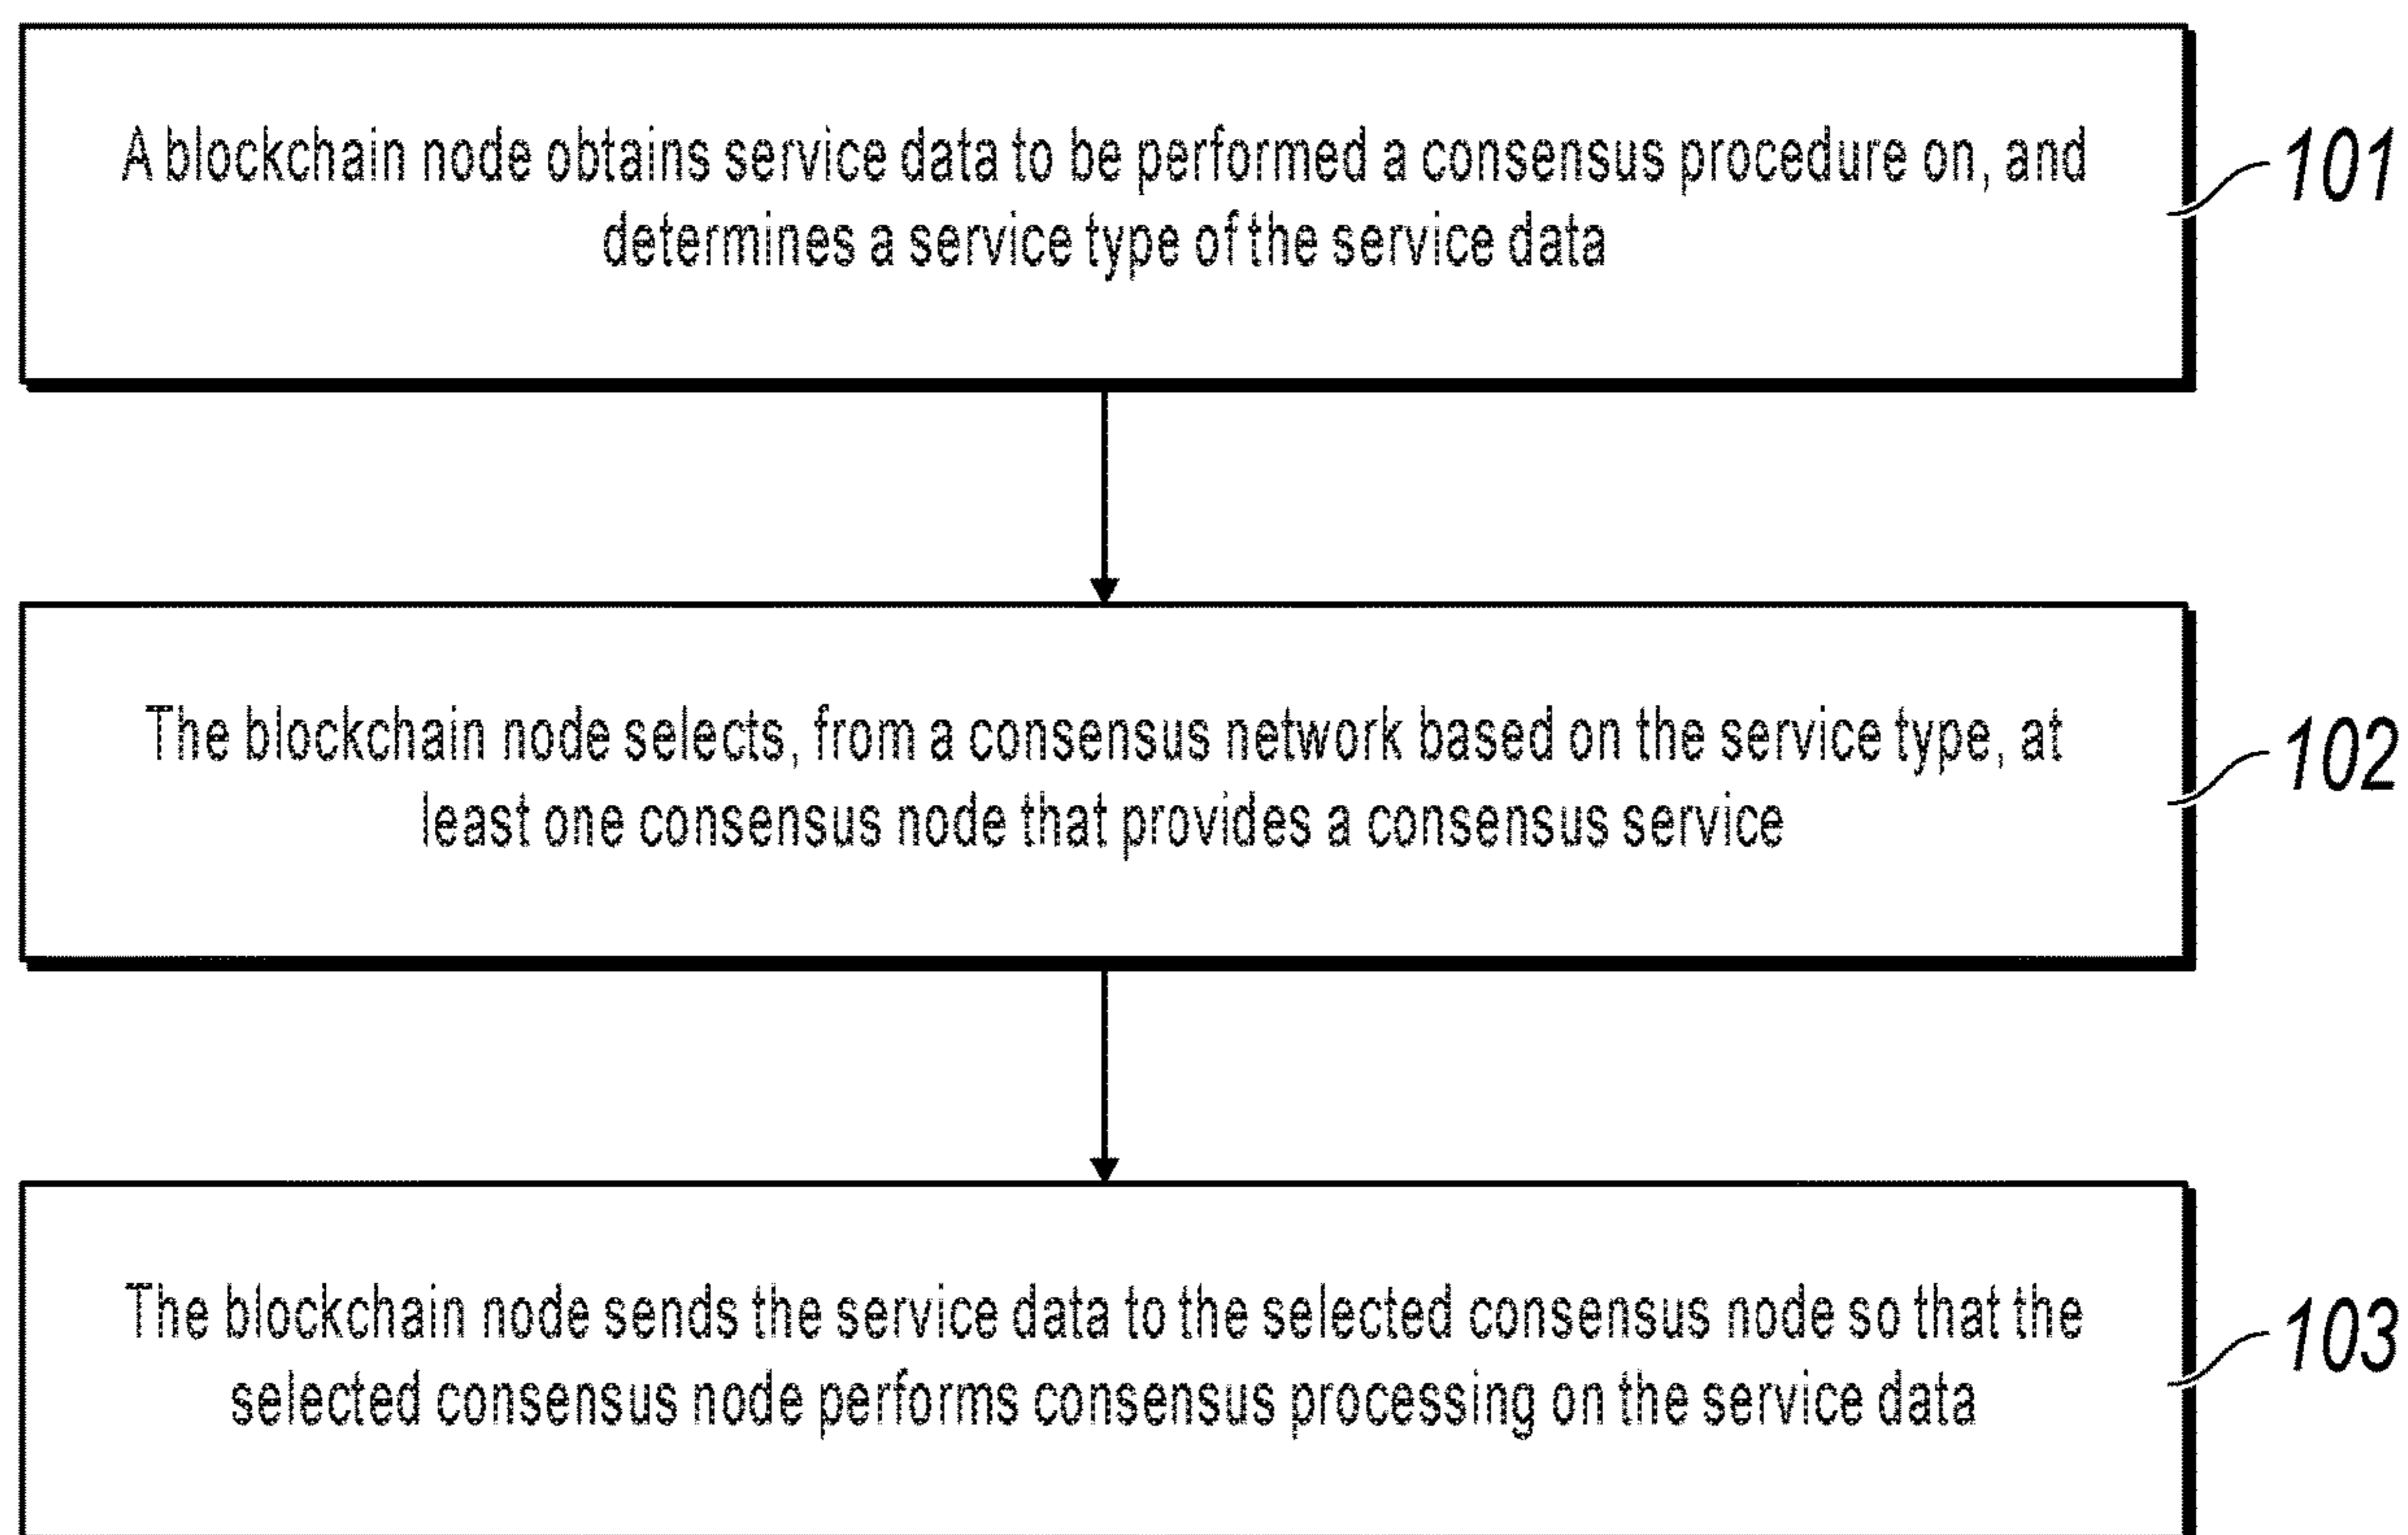 A blockchain node obtains service data to be performed a consensus procedure on, and
determines a service type of the service data
101
The blockchain node selects, from a consensus network based on the service type, at
least one consensus node that provides a consensus service
102
The blockchain node sends the service data to the selected consensus node so that the
selected consensus node performs consensus processing on the service data
103